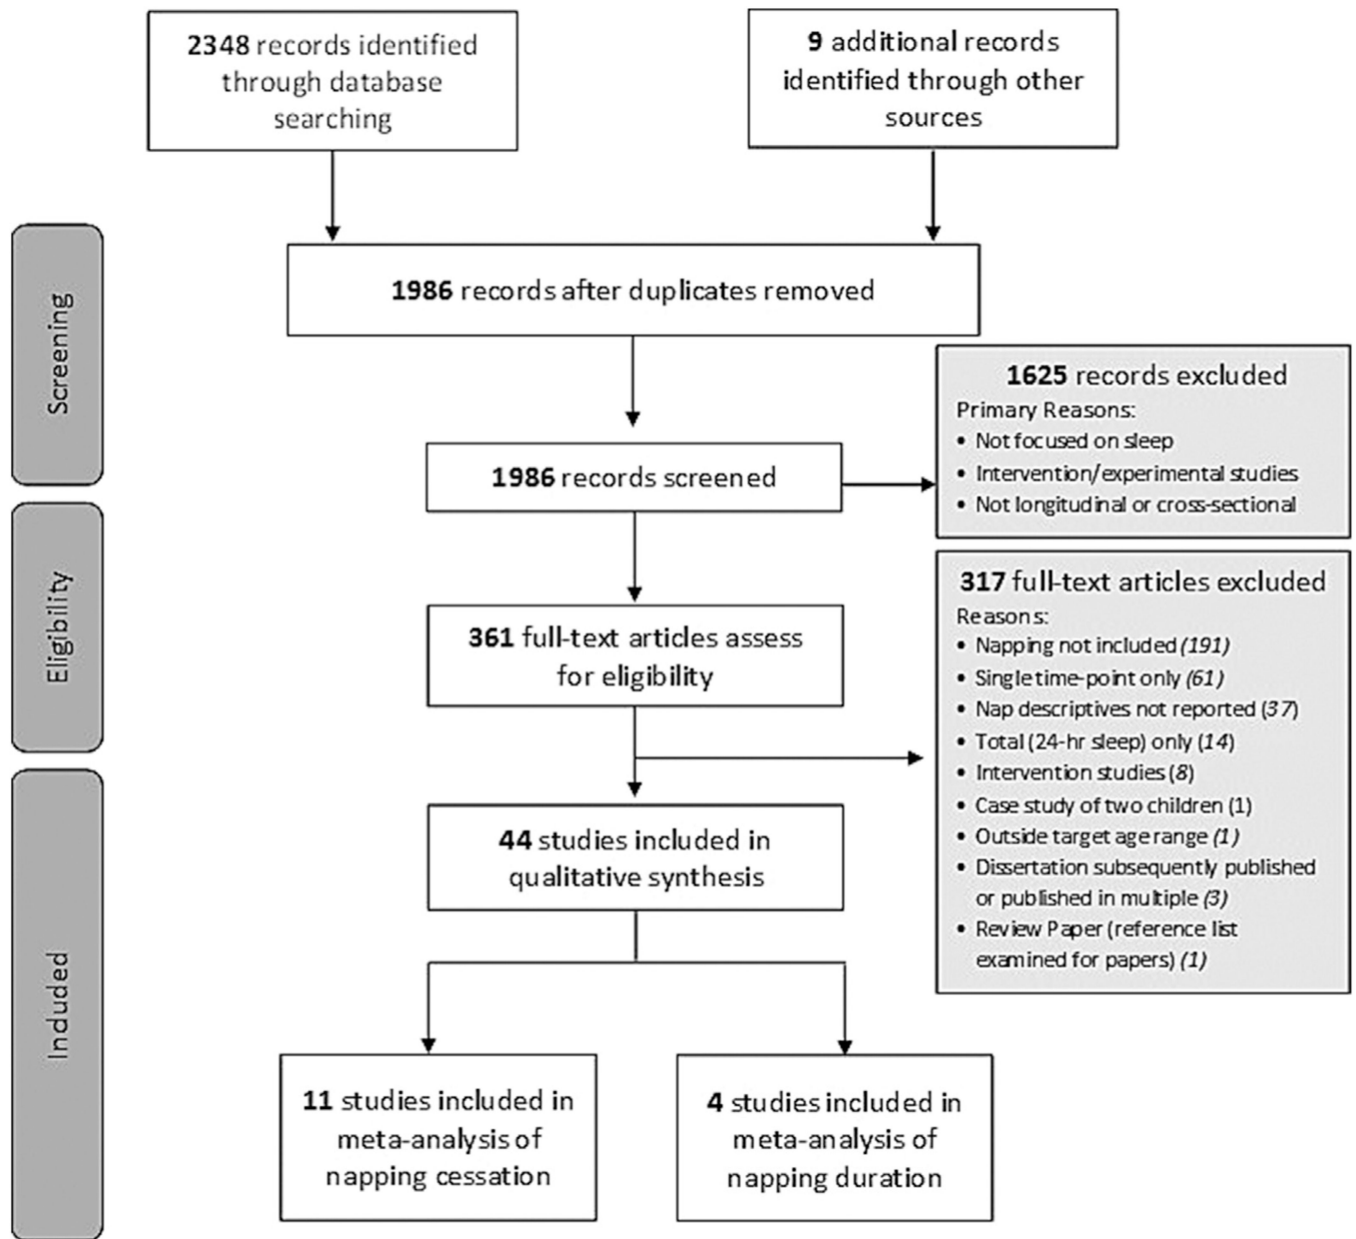 2348 records identified
through database
searching
9 additional records
identified through other
sources
Screening
1986 records after duplicates removed
1986 records screened
1625 records excluded
Primary Reasons:
• Not focused on sleep
• Intervention/experimental studies
• Not longitudinal or cross-sectional
Eligibility
361 full-text articles assess
for eligibility
317 full-text articles excluded
Reasons:
• Napping not included (191)
• Single time-point only (61)
• Nap descriptives not reported (37)
• Total (24-hr sleep) only (14)
• Intervention studies (8)
• Case study of two children (1)
• Outside target age range (1)
• Dissertation subsequently published
or published in multiple (3)
• Review Paper (reference list
examined for papers) (1)
Included
44 studies included in
qualitative synthesis
11 studies included in
meta-analysis of
napping cessation
4 studies included in
meta-analysis of
napping duration